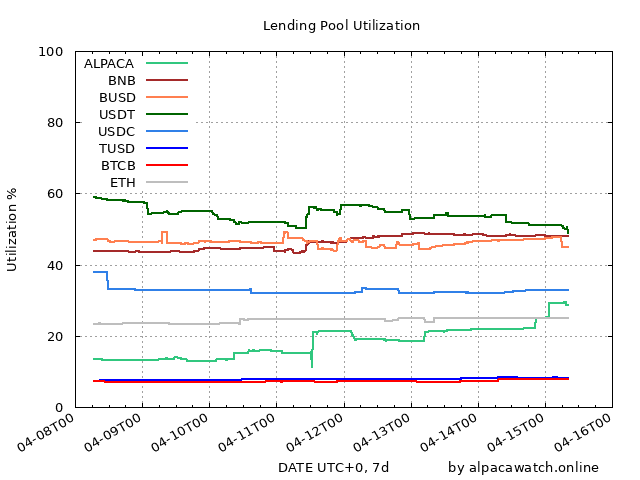 Lending Pool Utilization
Utilization %
100
80
60
40
20
0
ALPACA
BNB
BUSD
USDT
USDC
TUSD
BTCB
ETH
04-08T00
04-09T00
04-10T00
04-11T00
04-12T00
04-13T00
04-14T00
04-15T00
04-16T00
DATE UTC+0, 7d
by alpacawatch.online